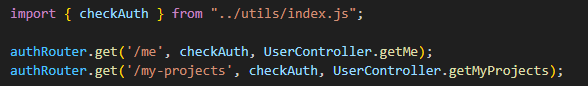 import { checkAuth } from "../utils/index.js";
authRouter.get('/me', checkAuth, UserController.getMe);
authRouter.get('/my-projects', checkAuth, UserController.getMyProjects);